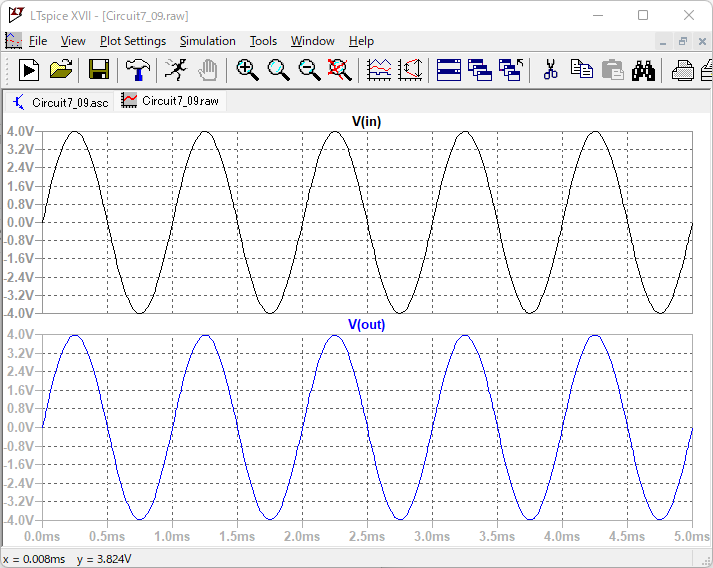 LTspice XVII - [Circuit7_09.raw]
File View Plot Settings Simulation Tools Window Help
Circuit7_09.asc Circuit7_09.raw
V(in)
4.0V
3.2V
2.4V
1.6V
0.8V
0.0V
-0.8V
-1.6V
-2.4V
-3.2V
-4.0V
V(out)
4.0V
3.2V
2.4V
1.6V
0.8V
0.0V
-0.8V
-1.6V
-2.4V
-3.2V
-4.0V
0.0ms 0.5ms 1.0ms 1.5ms 2.0ms 2.5ms 3.0ms 3.5ms 4.0ms 4.5ms 5.0ms
x = 0.008ms y = 3.824V